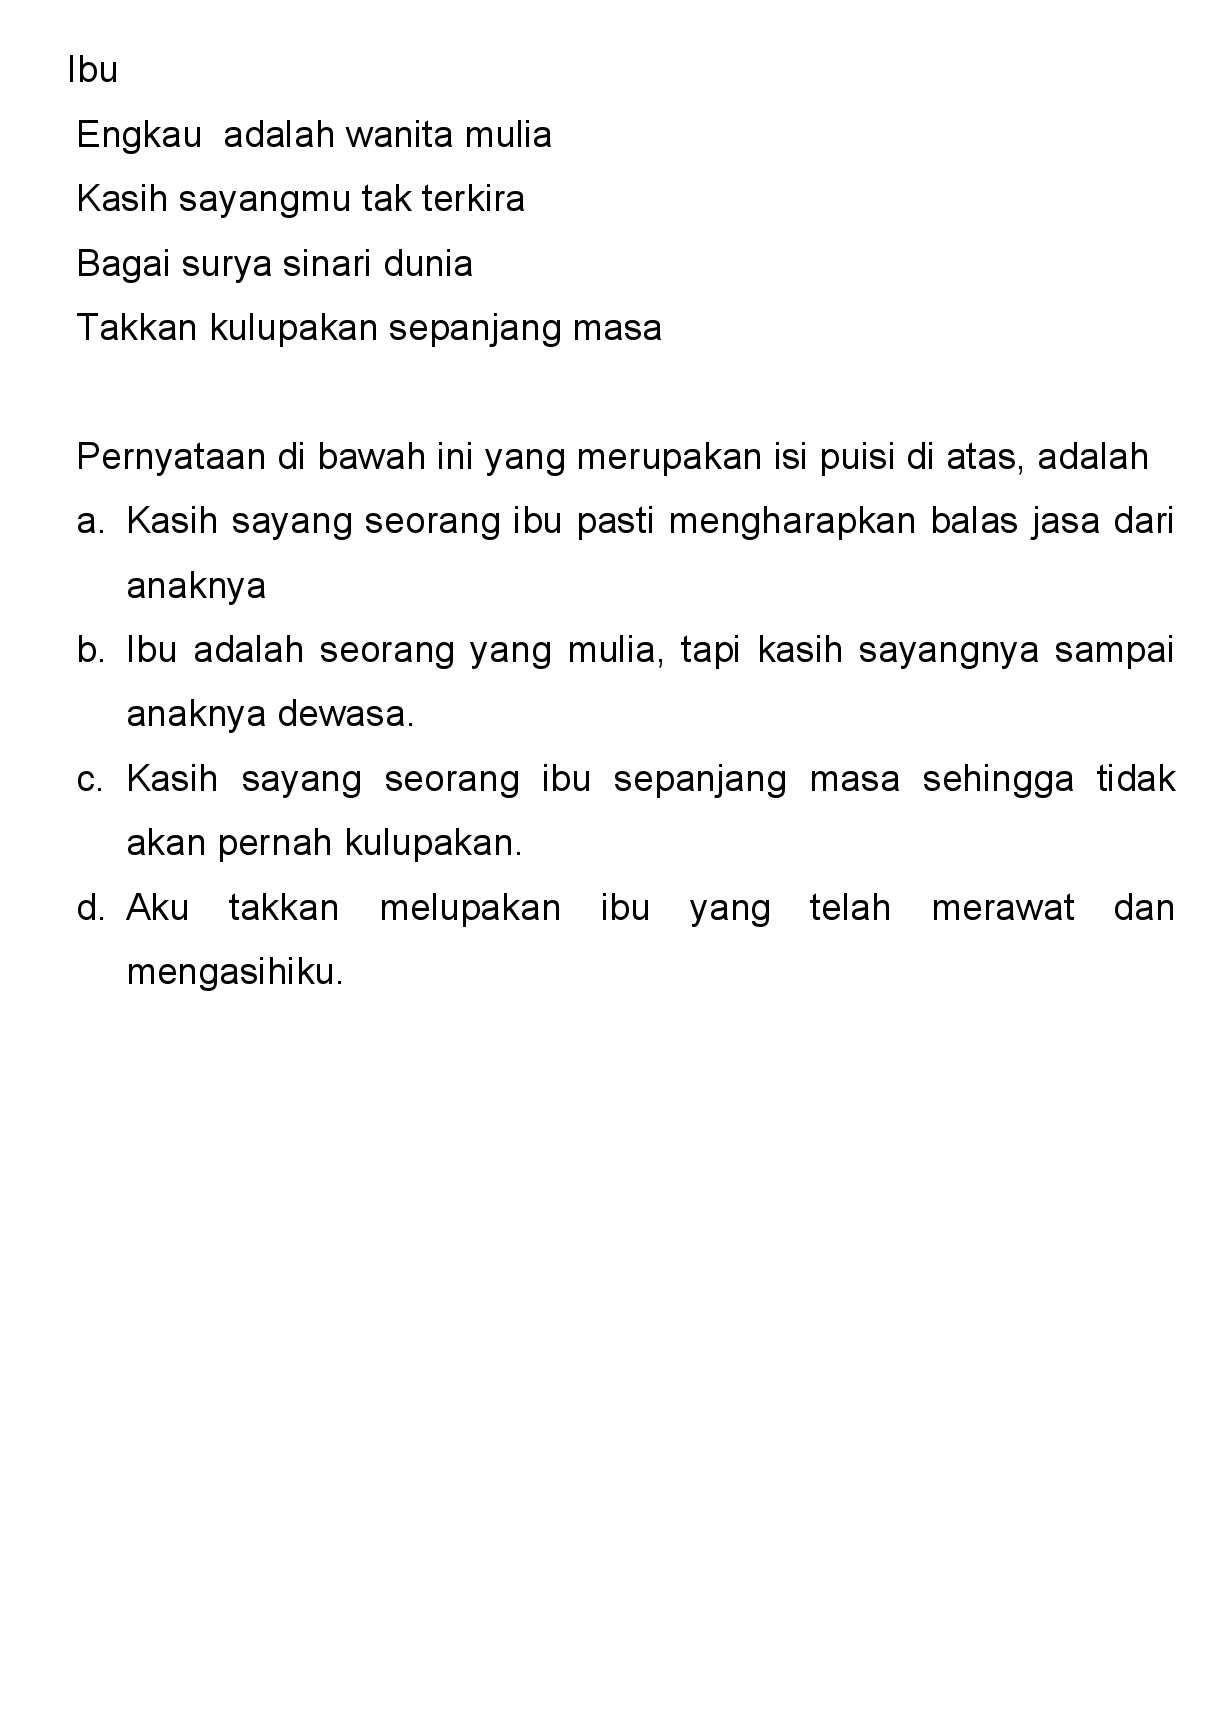 Ibu
Engkau  adalah wanita mulia
Kasih sayangmu tak terkira
Bagai surya sinari dunia
Takkan kulupakan sepanjang masa
Pernyataan di bawah ini yang merupakan isi puisi di atas, adalah
a. Kasih sayang seorang ibu pasti mengharapkan balas jasa dari
anaknya
b. Ibu adalah seorang yang mulia, tapi kasih sayangnya sampai
anaknya dewasa.
c. Kasih sayang seorang ibu sepanjang masa sehingga tidak
akan pernah kulupakan.
d. Aku takkan melupakan ibu yang telah merawat dan
mengasihiku.